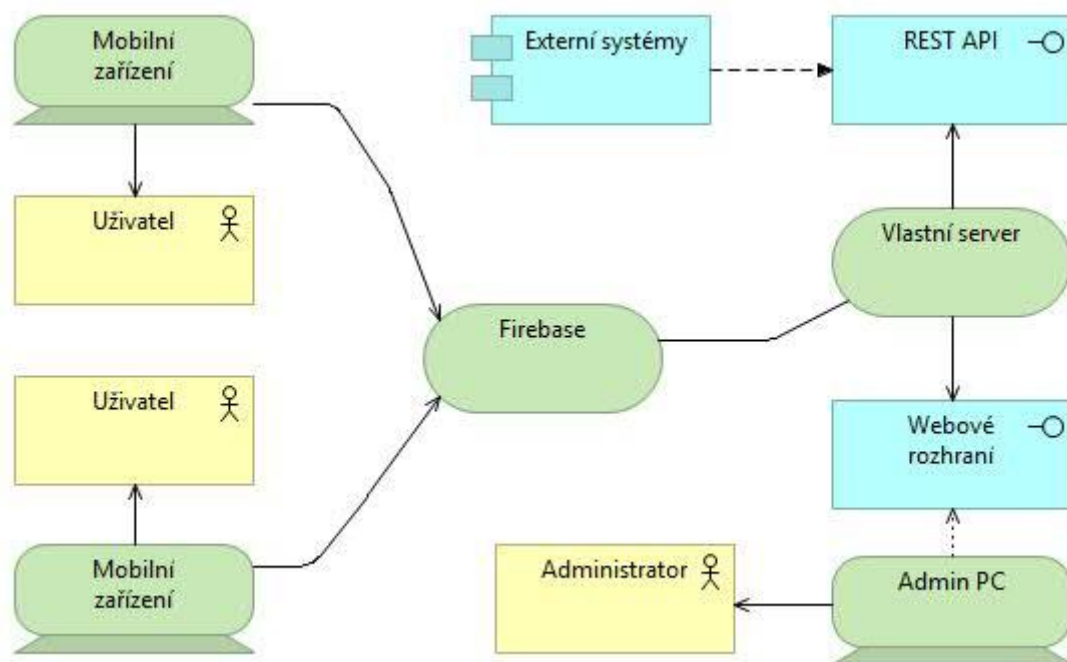 Mobilní
zařízení
Externí systémy
REST API
Uživatel
Vlastní server
Firebase
Uživatel
Webové
rozhraní
Mobilní
zařízení
Administrator
Admin PC